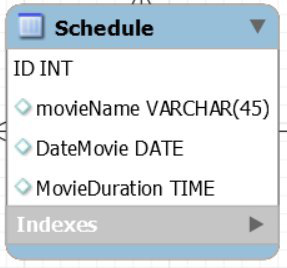 Schedule
ID INT
movieName VARCHAR(45)
DateMovie DATE
MovieDuration TIME
Indexes